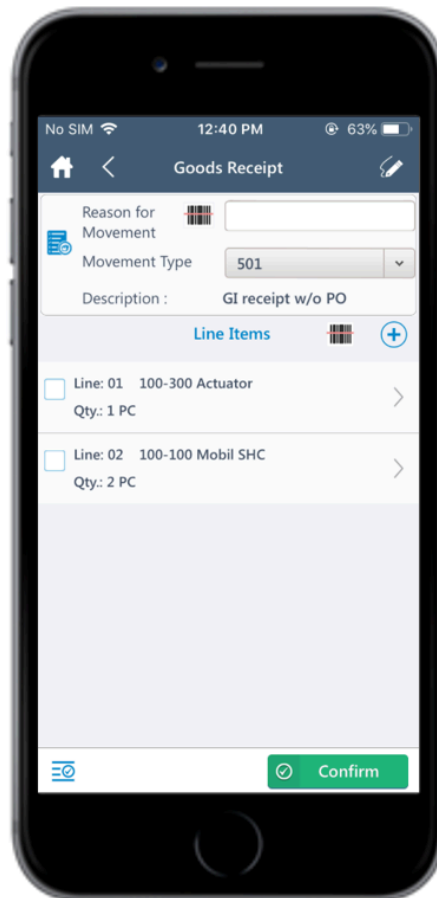 No SIM 12:40 PM 63%
Goods Receipt
Reason for
Movement
Movement Type 501
Description : GI receipt w/o PO
Line Items
Line: 01 100-300 Actuator
Qty.: 1 PC
Line: 02 100-100 Mobil SHC
Qty.: 2 PC
Confirm